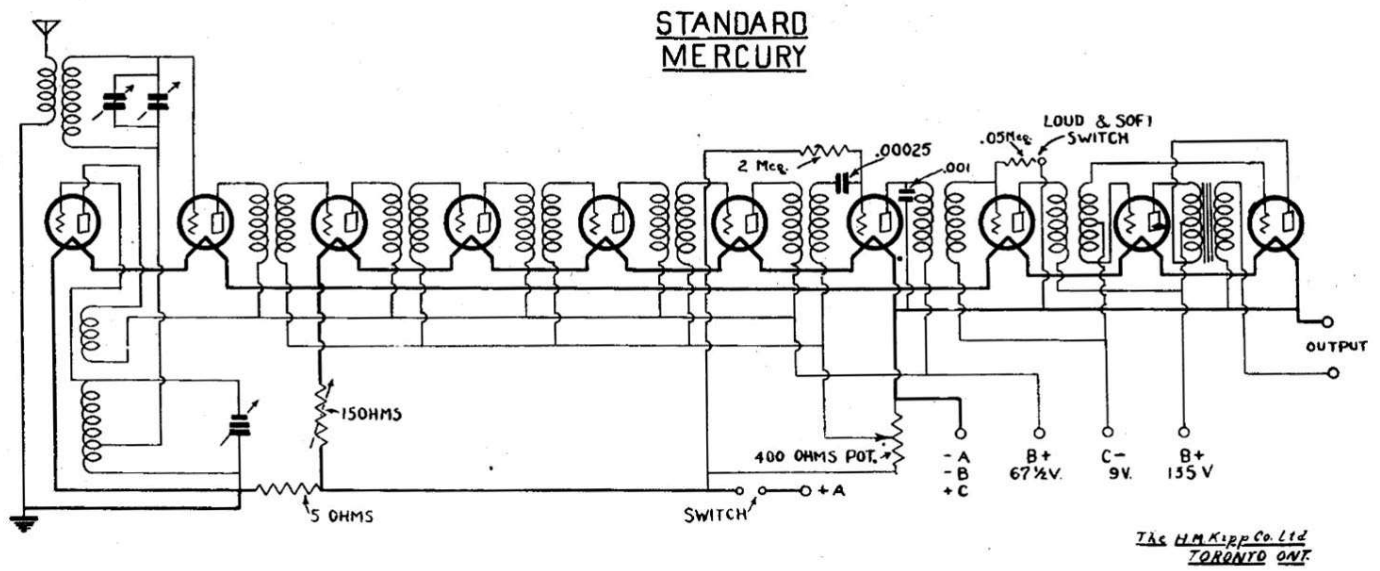 STANDARD
MERCURY
LOUD & SOFT
SWITCH
.05Meg.
.00025
2 Meg.
.001
OUTPUT
150HMS
400 OHMS POT.
- A
- B
+ C
B+
67½V.
C-
9V.
B+
135 V
+ A
SWITCH
5 OHMS
The H.M.Kipp Co. Ltd
TORONTO ONT.